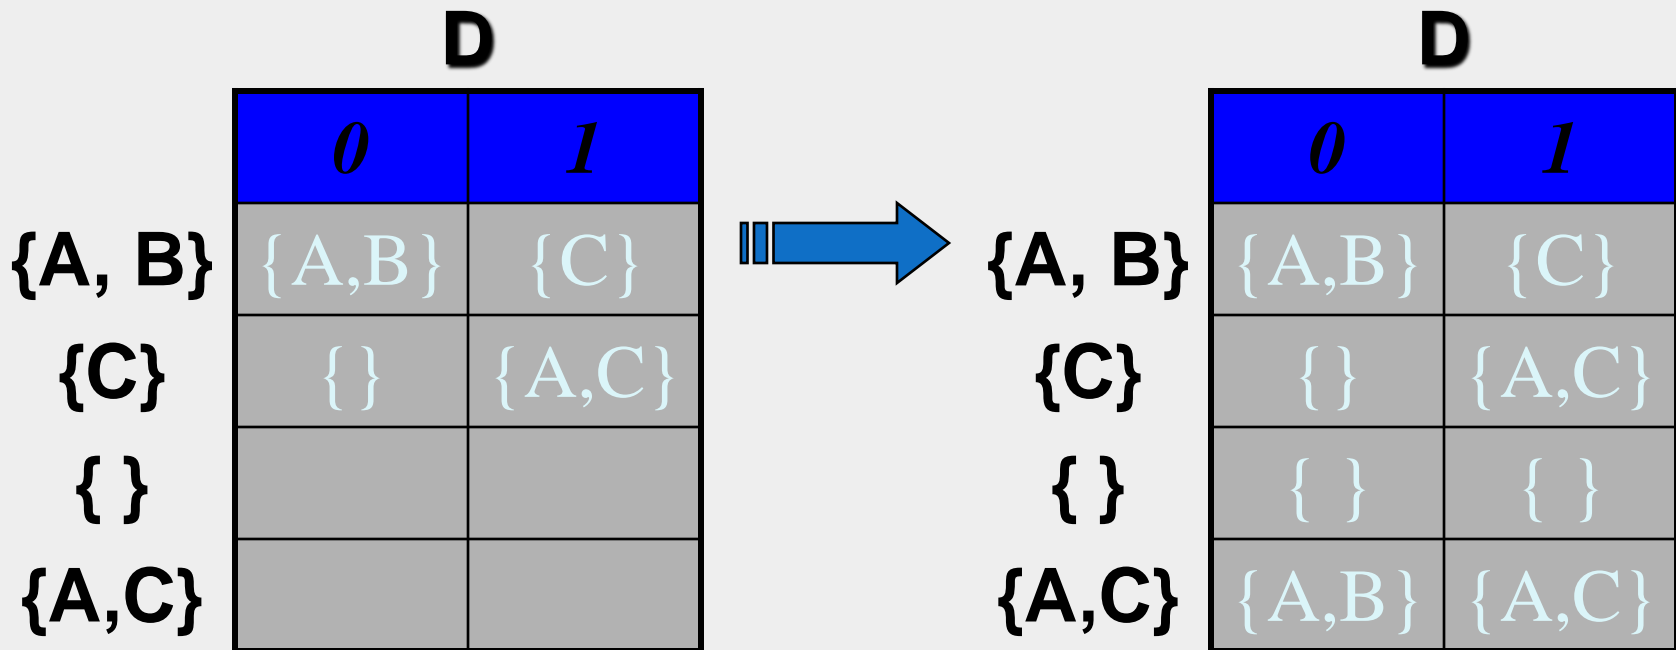 D D
0 1 0 1
{A, B} {A,B} {C} {A, B} {A,B} {C}
{C} {} {A,C} {C} {} {A,C}
{ } { } { } { }
{A,C} {A,C} {A,B} {A,C}